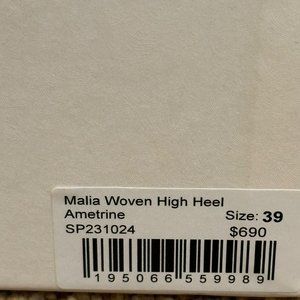 Malia Woven High Heel
Ametrine Size: 39
SP231024 $690
195066559989